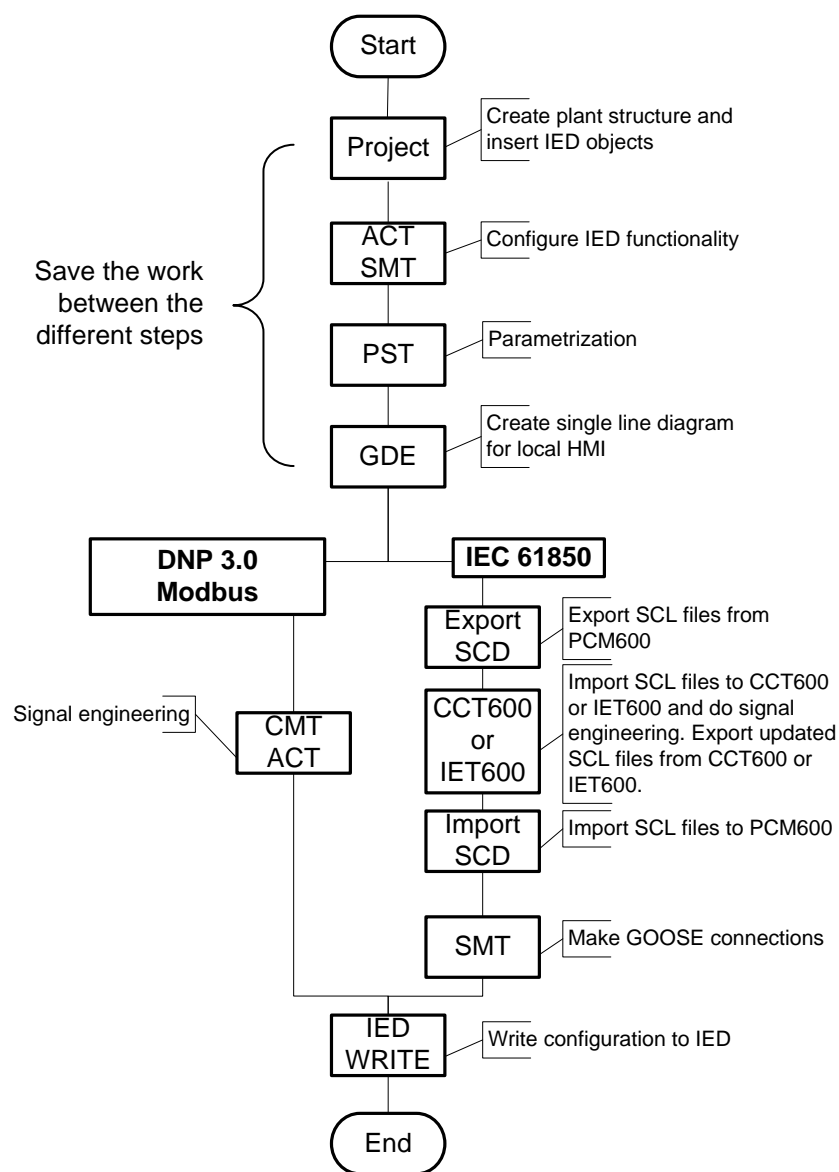 Start
Project
Create plant structure and
insert IED objects
ACT
SMT
Configure IED functionality
Save the work
between the
different steps
PST
Parametrization
GDE
Create single line diagram
for local HMI
DNP 3.0
Modbus
IEC 61850
Export
SCD
Export SCL files from
PCM600
Signal engineering
CMT
ACT
CCT600
or
IET600
Import SCL files to CCT600
or IET600 and do signal
engineering. Export updated
SCL files from CCT600 or
IET600.
Import
SCD
Import SCL files to PCM600
SMT
Make GOOSE connections
IED
WRITE
Write configuration to IED
End